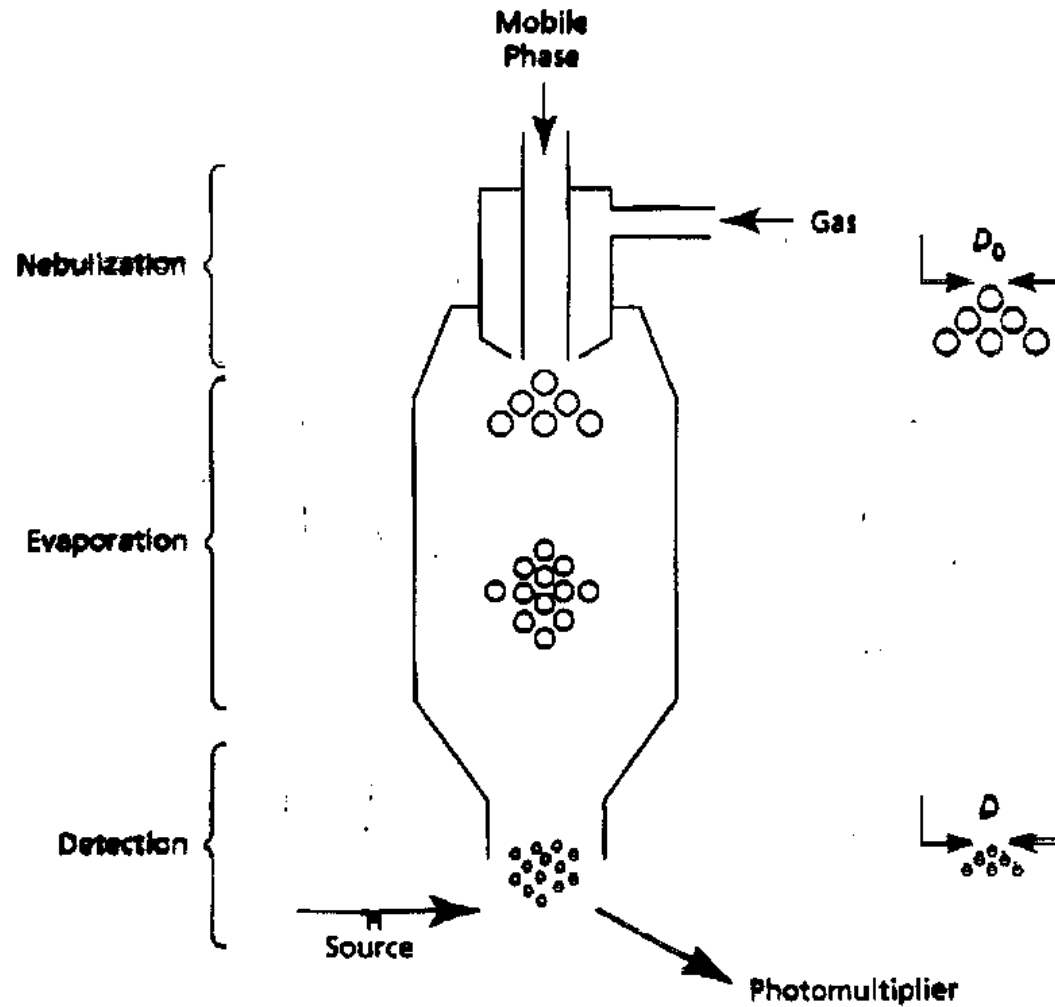 Mobile
Phase
Gas
D₀
Nebulization
Evaporation
D
Detection
Source
Photomultiplier